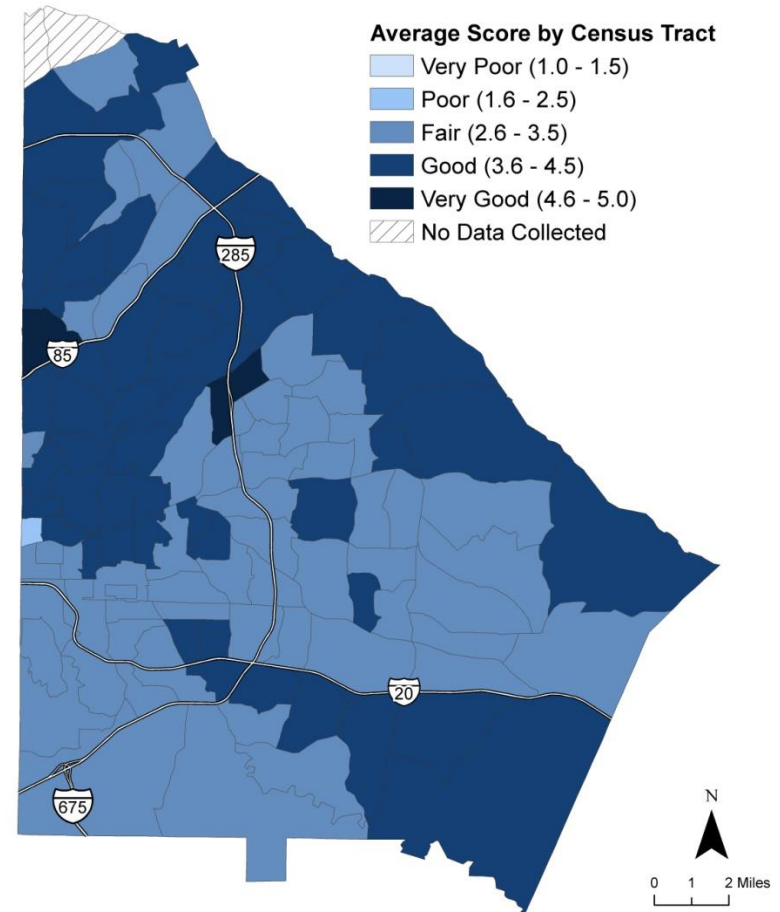 Average Score by Census Tract
Very Poor (1.0 - 1.5)
Poor (1.6 - 2.5)
Fair (2.6 - 3.5)
Good (3.6 - 4.5)
Very Good (4.6 - 5.0)
No Data Collected
285
85
20
675
N
0 1 2 Miles